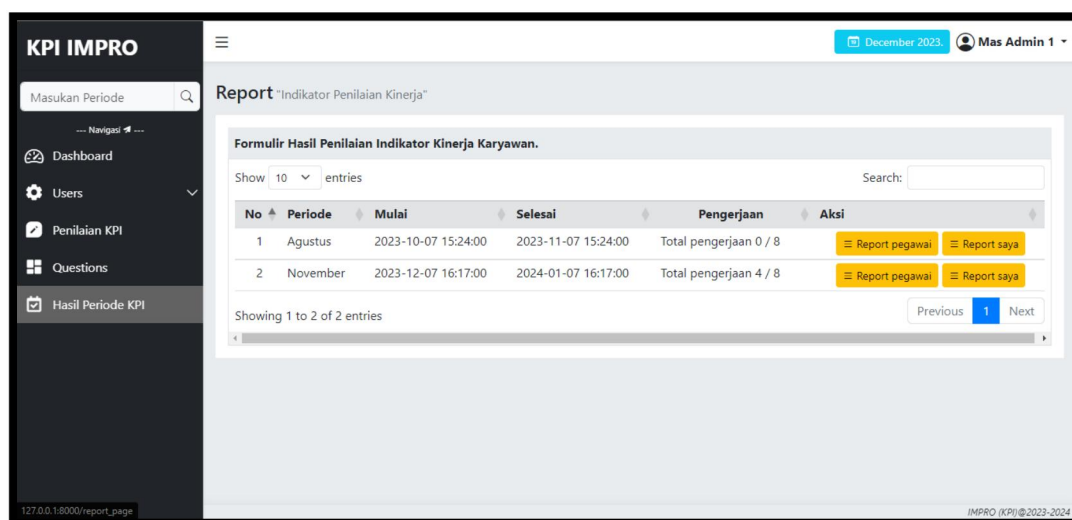 KPI IMPRO
December 2023.
Mas Admin 1
Masukan Periode
--- Navigasi ---
Dashboard
Users
Penilaian KPI
Questions
Hasil Periode KPI
Report "Indikator Penilaian Kinerja"
Formulir Hasil Penilaian Indikator Kinerja Karyawan.
Show 10 entries
Search:
No Periode Mulai Selesai Pengerjaan Aksi
1 Agustus 2023-10-07 15:24:00 2023-11-07 15:24:00 Total pengerjaan 0 / 8 Report pegawai Report saya
2 November 2023-12-07 16:17:00 2024-01-07 16:17:00 Total pengerjaan 4 / 8 Report pegawai Report saya
Showing 1 to 2 of 2 entries
Previous 1 Next
127.0.0.1:8000/report_page
IMPRO (KPI)@2023-2024